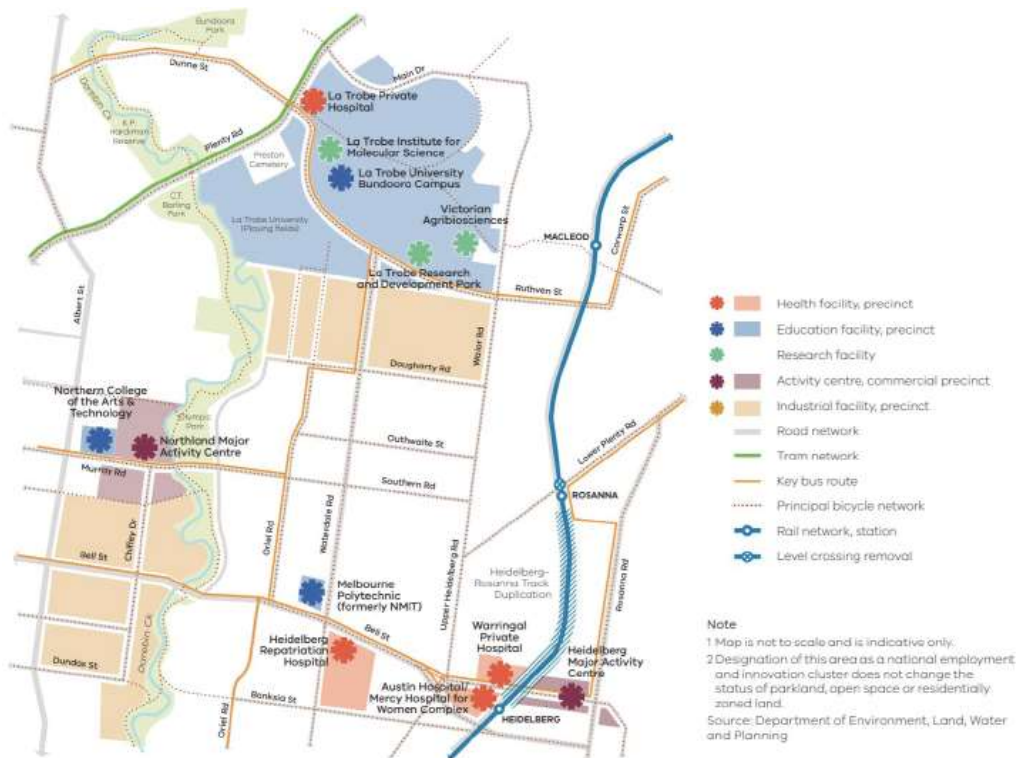 Bundoora
Park
Dunne St
Main Dr
Darebin Ck
K.P.
Hardiman
Reserve
Plenty Rd
La Trobe Private
Hospital
Preston
Cemetery
La Trobe Institute for
Molecular Science
La Trobe University
Bundoora Campus
C.T.
Barling
Park
La Trobe University
(Playing fields)
Victorian
Agribiosciences
La Trobe Research
and Development Park
MACLEOD
Ruthven St
Albert St
Waiora Rd
Dougharty Rd
Northern College
of the Arts &
Technology
Olympic
Park
Northland Major
Activity Centre
Murray Rd
Outhwaite St
Southern Rd
Lower Plenty Rd
ROSANNA
Chifley Dr
Oriel Rd
Waterdale Rd
Upper Heidelberg Rd
Rosanna Rd
Bell St
Heidelberg-
Rosanna Track
Duplication
Melbourne
Polytechnic
(formerly NMIT)
Bell St
Heidelberg
Repatriation
Hospital
Warringal
Private
Hospital
Heidelberg
Major Activity
Centre
Darebin Ck
Dundas St
Banksia St
Oriel Rd
Austin Hospital/
Mercy Hospital for
Women Complex
HEIDELBERG
Health facility, precinct
Education facility, precinct
Research facility
Activity centre, commercial precinct
Industrial facility, precinct
Road network
Tram network
Key bus route
Principal bicycle network
Rail network, station
Level crossing removal
Note
1 Map is not to scale and is indicative only.
2 Designation of this area as a national employment
and innovation cluster does not change the
status of parkland, open space or residentially
zoned land.
Source: Department of Environment, Land, Water
and Planning